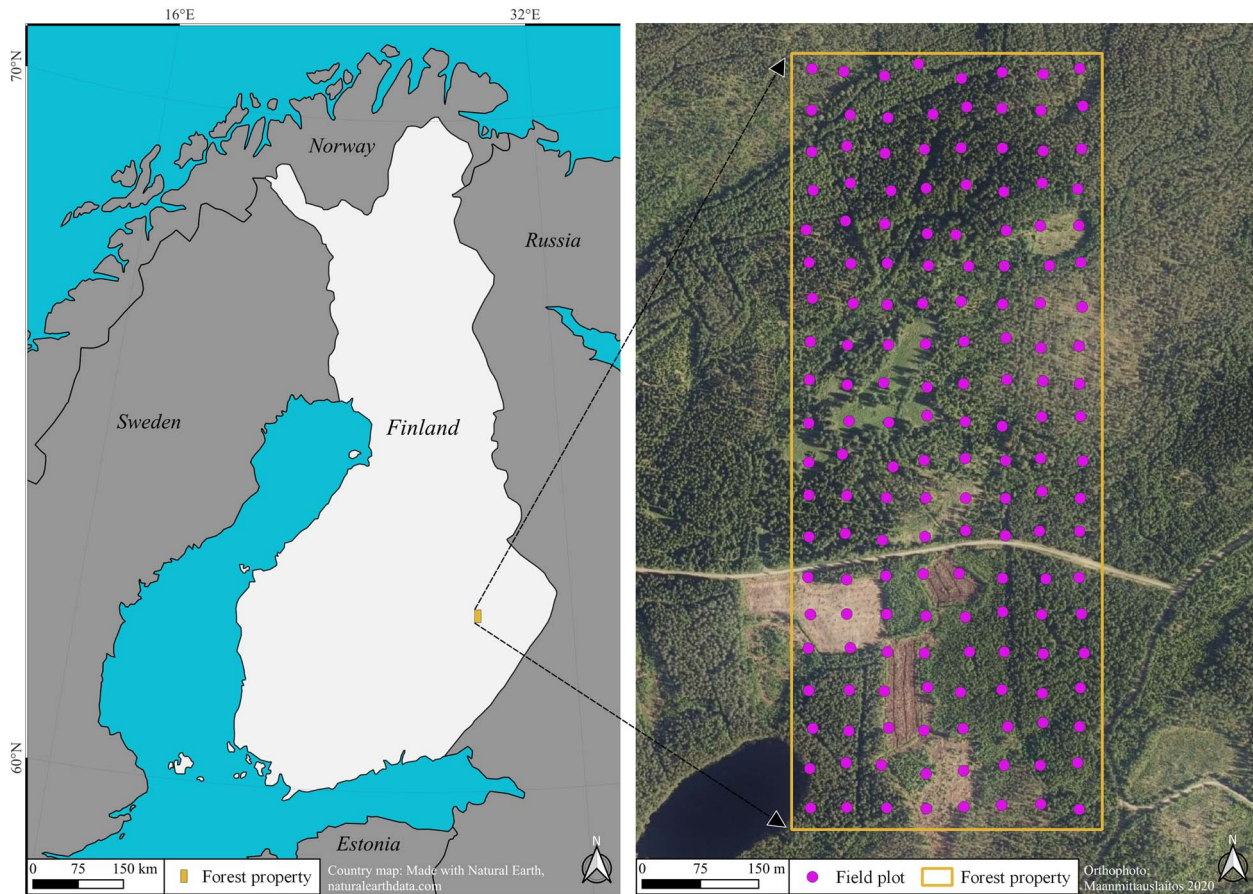 16°E
32°E
70°N
Norway
Russia
Sweden
Finland
60°N
Estonia
0 75 150 km
Forest property
Country map: Made with Natural Earth,
naturalearthdata.com
N
0 75 150 m
Field plot
Forest property
Orthophoto:
Maanmittauslaitos 2020
N